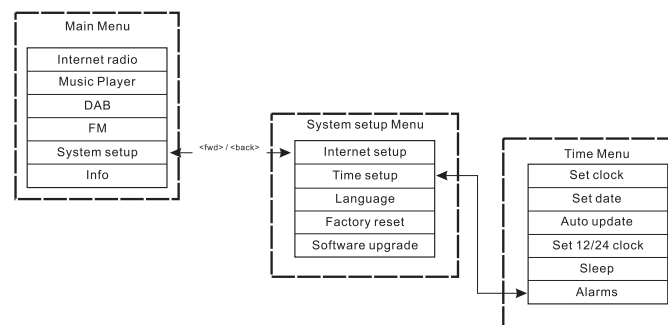 Main Menu
Internet radio
Music Player
DAB
FM
System setup
Info
<fwd> / <back>
System setup Menu
Internet setup
Time setup
Language
Factory reset
Software upgrade
Time Menu
Set clock
Set date
Auto update
Set 12/24 clock
Sleep
Alarms